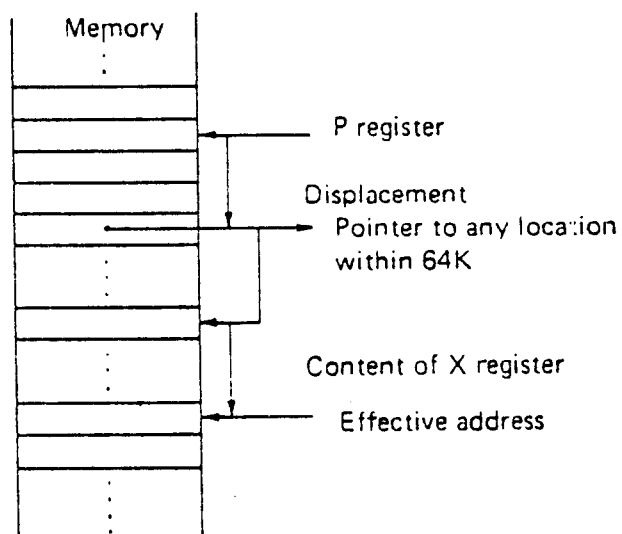 Memory
P register
Displacement
Pointer to any location
within 64K
Content of X register
Effective address